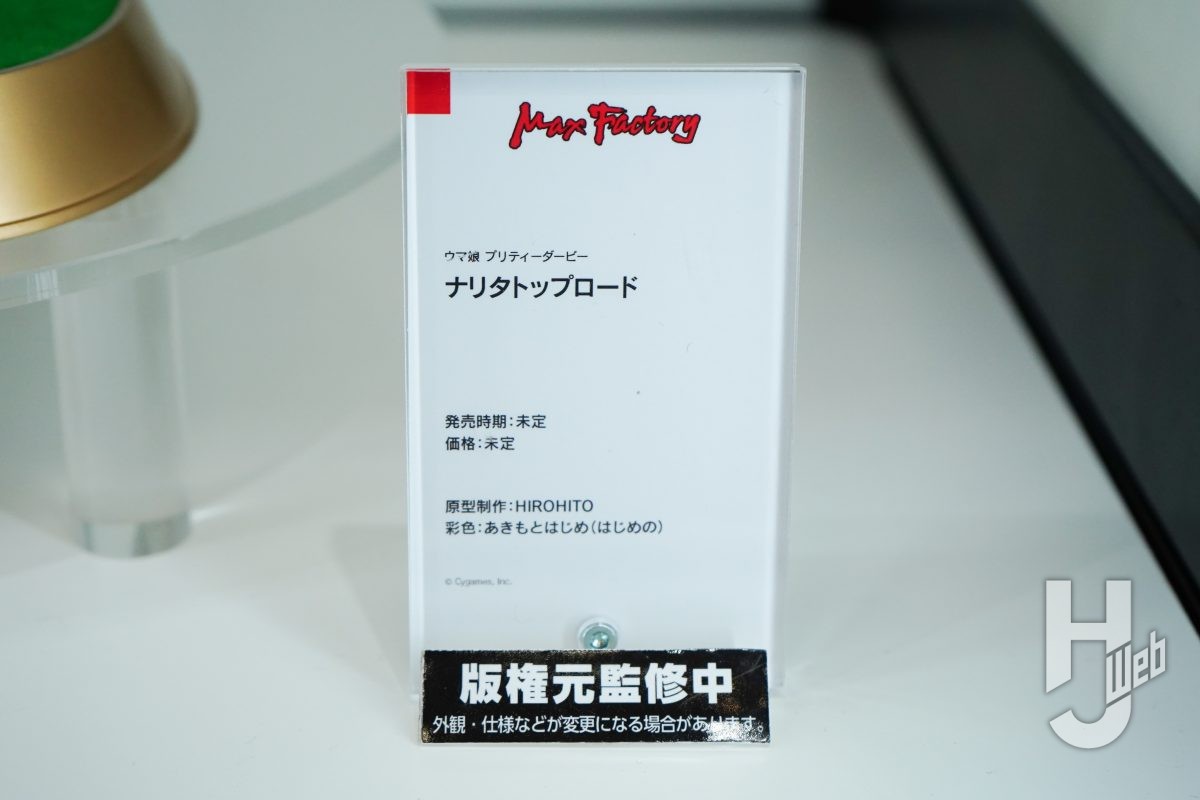 Max Factory
ウマ娘 プリティーダービー
ナリタトップロード
発売時期：未定
価格：未定
原型制作：HIROHITO
彩色：あきもとはじめ（はじめの）
© Cygames, Inc.
版権元監修中
外観・仕様などが変更になる場合があります。
HJ Web